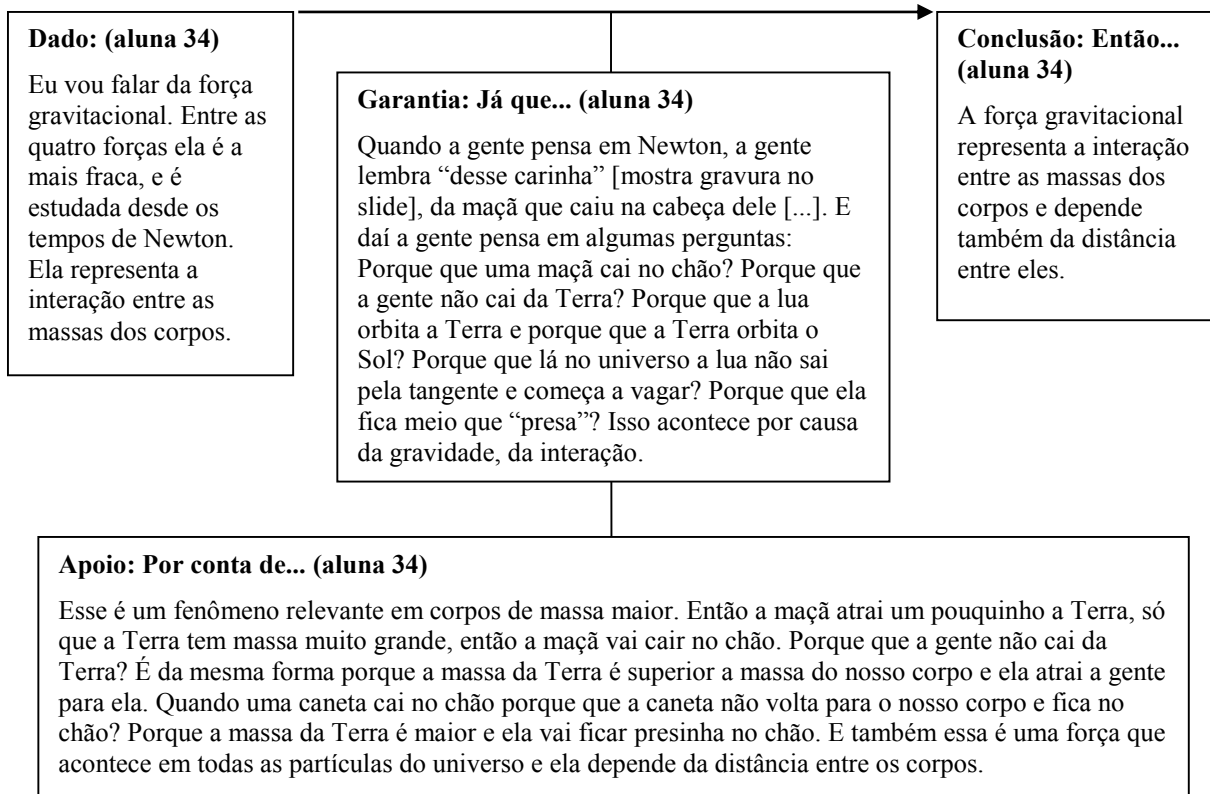 Dado: (aluna 34)
Eu vou falar da força
gravitacional. Entre as
quatro forças ela é a
mais fraca, e é
estudada desde os
tempos de Newton.
Ela representa a
interação entre as
massas dos corpos.
Garantia: Já que... (aluna 34)
Quando a gente pensa em Newton, a gente
lembra “desse carinha” [mostra gravura no
slide], da maçã que caiu na cabeça dele [...]. E
daí a gente pensa em algumas perguntas:
Porque que uma maçã cai no chão? Porque que
a gente não cai da Terra? Porque que a lua
orbita a Terra e porque que a Terra orbita o
Sol? Porque que lá no universo a lua não sai
pela tangente e começa a vagar? Porque que ela
fica meio que “presa”? Isso acontece por causa
da gravidade, da interação.
Conclusão: Então...
(aluna 34)
A força gravitacional
representa a interação
entre as massas dos
corpos e depende
também da distância
entre eles.
Apoio: Por conta de... (aluna 34)
Esse é um fenômeno relevante em corpos de massa maior. Então a maçã atrai um pouquinho a Terra, só
que a Terra tem massa muito grande, então a maçã vai cair no chão. Porque que a gente não cai da
Terra? É da mesma forma porque a massa da Terra é superior a massa do nosso corpo e ela atrai a gente
para ela. Quando uma caneta cai no chão porque que a caneta não volta para o nosso corpo e fica no
chão? Porque a massa da Terra é maior e ela vai ficar presinha no chão. E também essa é uma força que
acontece em todas as partículas do universo e ela depende da distância entre os corpos.